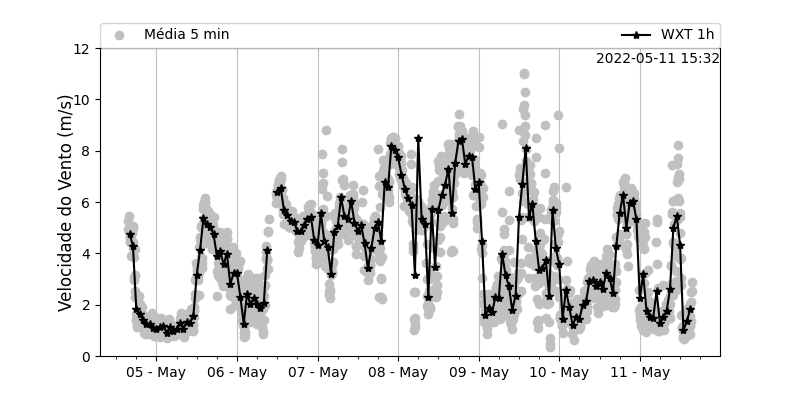 Média 5 min
WXT 1h
2022-05-11 15:32
Velocidade do Vento (m/s)
12
10
8
6
4
2
0
05 - May
06 - May
07 - May
08 - May
09 - May
10 - May
11 - May